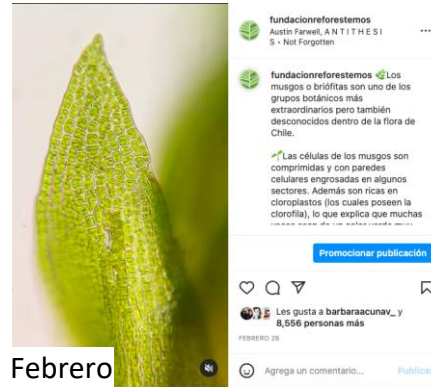 fundacionreforestemos
Austin Farwell, A N T I T H E S I
S • Not Forgotten
fundacionreforestemos 🌿Los
musgos o briófitas son uno de los
grupos botánicos más
extraordinarios pero también
desconocidos dentro de la flora de
Chile.
🌱Las células de los musgos son
comprimidas y con paredes
celulares engrosadas en algunos
sectores. Además son ricas en
cloroplastos (los cuales poseen la
clorofila), lo que explica que muchas
Promocionar publicación
Les gusta a barbaraacunav_ y
8,556 personas más
FEBRERO 26
Agrega un comentario...
Publicar
Febrero